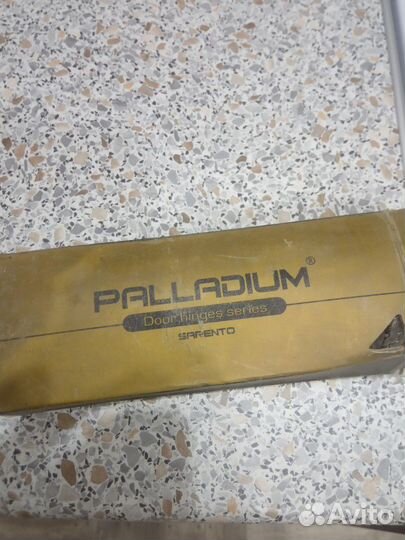 PALLADIUM®
Door hinges series
SARENTO
Avito